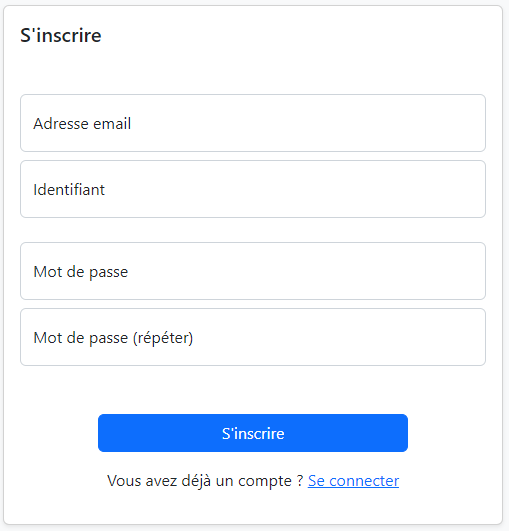 S'inscrire
Adresse email
Identifiant
Mot de passe
Mot de passe (répéter)
S'inscrire
Vous avez déjà un compte ? Se connecter